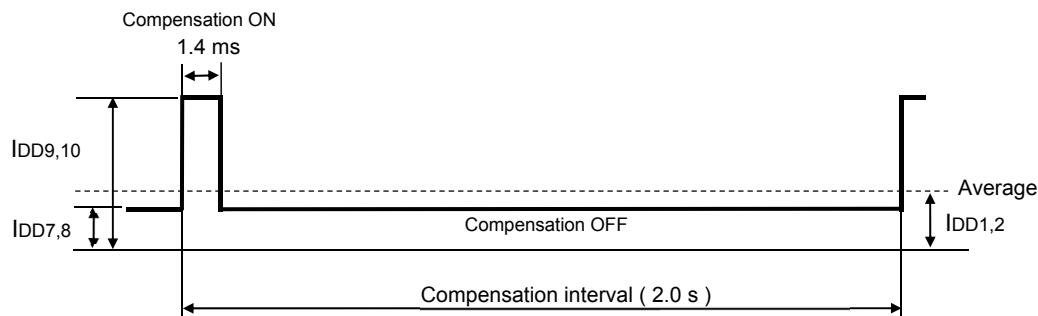 Compensation ON
1.4 ms
IDD9,10
Average
IDD7,8
Compensation OFF
IDD1,2
Compensation interval ( 2.0 s )